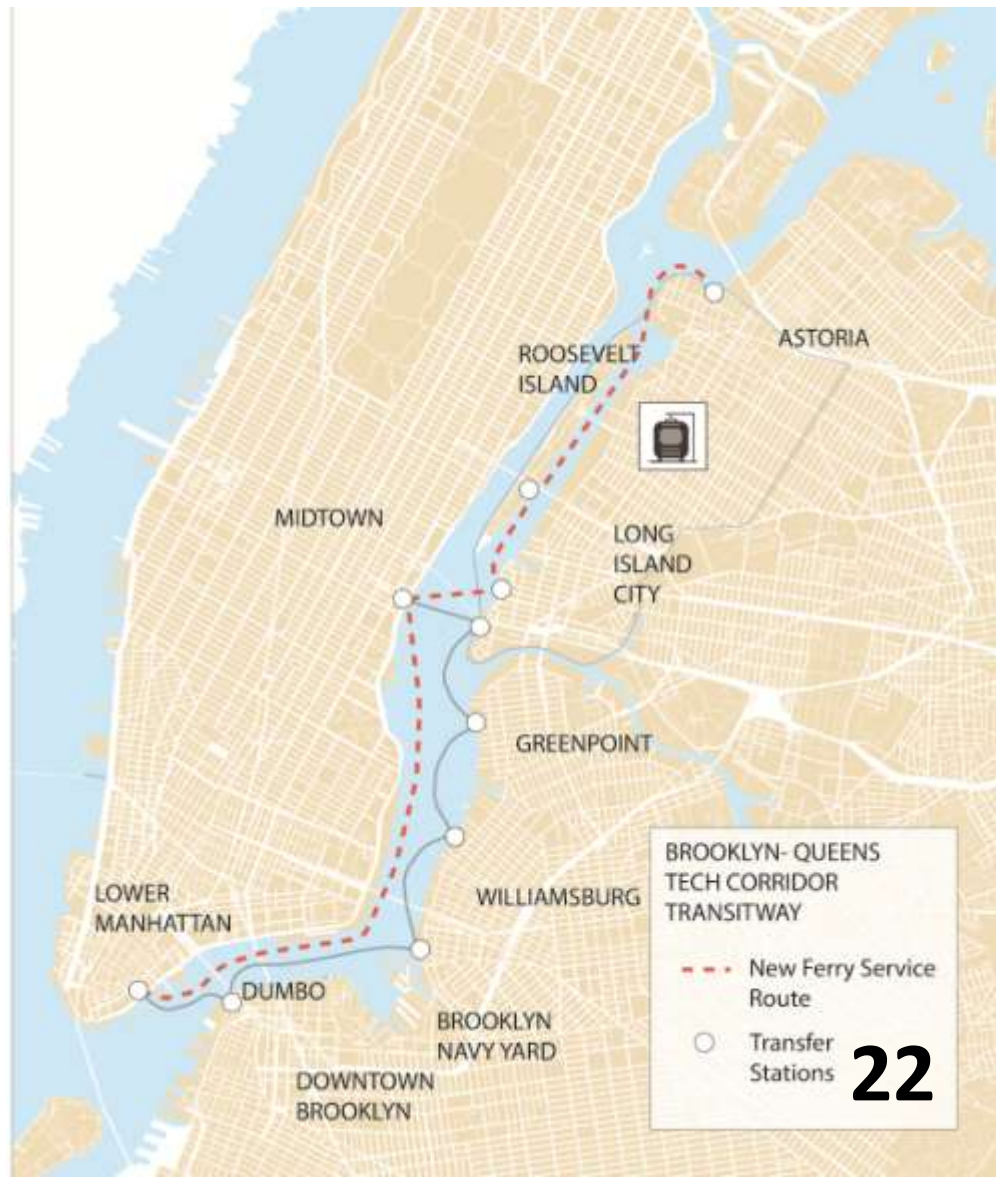 ASTORIA
ROOSEVELT
ISLAND
MIDTOWN
LONG
ISLAND
CITY
GREENPOINT
LOWER
MANHATTAN
WILLIAMSBURG
DUMBO
BROOKLYN
NAVY YARD
DOWNTOWN
BROOKLYN
BROOKLYN- QUEENS
TECH CORRIDOR
TRANSITWAY
New Ferry Service
Route
Transfer
Stations
22